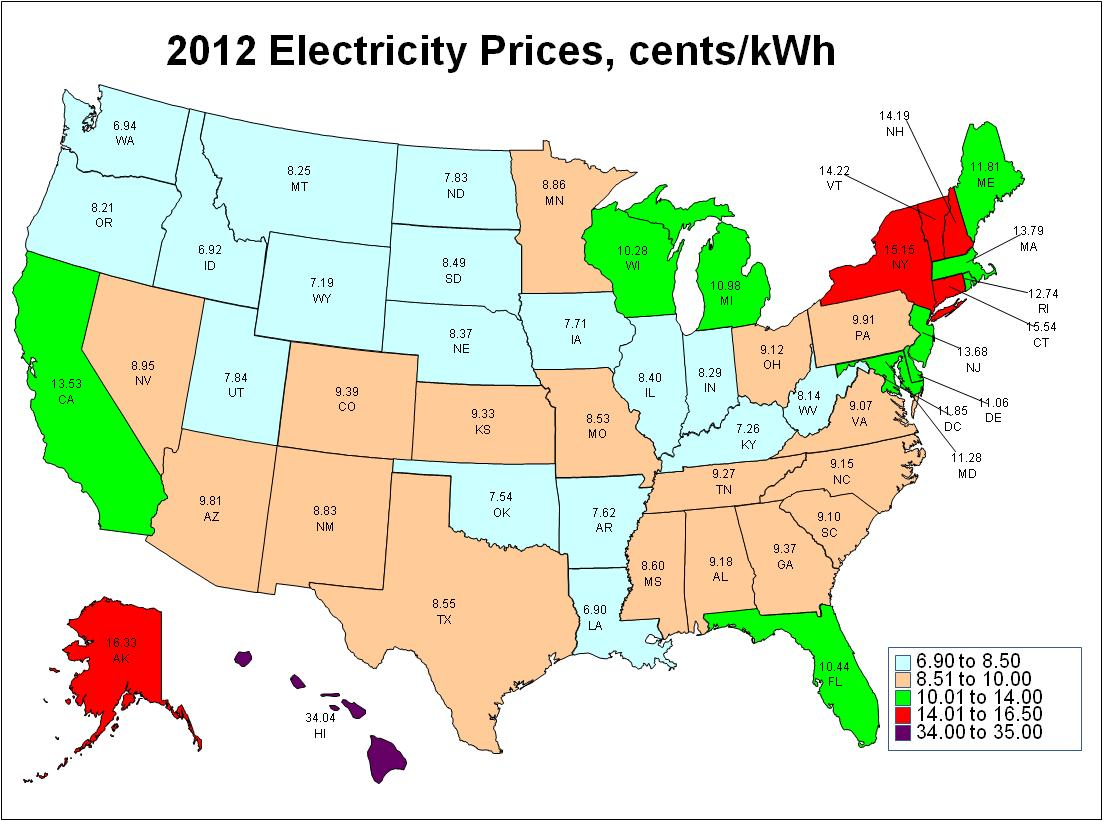 2012 Electricity Prices, cents/kWh
14.19
NH
6.94
WA
14.22
VT
11.81
ME
8.25
MT
7.83
ND
8.86
MN
8.21
OR
13.79
MA
6.92
ID
15.15
NY
10.28
WI
8.49
SD
7.19
WY
10.98
MI
12.74
RI
15.54
CT
9.91
PA
7.71
IA
8.37
NE
9.12
OH
13.68
NJ
8.95
NV
7.84
UT
8.29
IN
8.40
IL
13.53
CA
9.39
CO
8.14
WV
11.06
DE
9.07
VA
11.85
DC
9.33
KS
8.53
MO
7.26
KY
11.28
MD
9.15
NC
9.27
TN
7.54
OK
9.81
AZ
8.83
NM
7.62
AR
9.10
SC
9.37
GA
8.60
MS
9.18
AL
8.55
TX
6.90
LA
16.33
AK
10.44
FL
34.04
HI
6.90 to 8.50
8.51 to 10.00
10.01 to 14.00
14.01 to 16.50
34.00 to 35.00